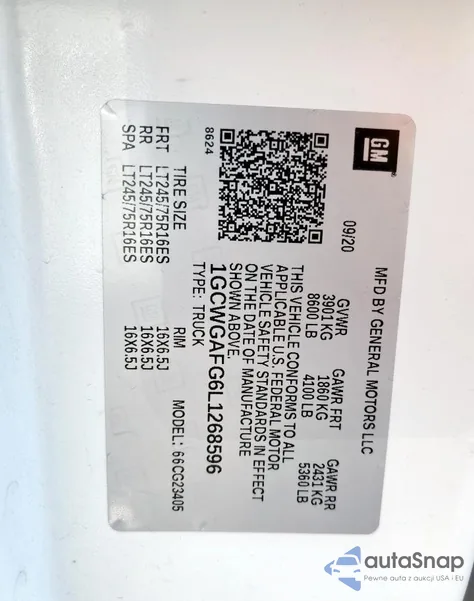 GM
MFD BY GENERAL MOTORS LLC
09/20
GVWR GAWR FRT GAWR RR
3901 KG 1860 KG 2431 KG
8600 LB 4100 LB 5360 LB
THIS VEHICLE CONFORMS TO ALL
APPLICABLE U.S. FEDERAL MOTOR
VEHICLE SAFETY STANDARDS IN EFFECT
ON THE DATE OF MANUFACTURE
SHOWN ABOVE.
1GCWGAFG6L1268596
TYPE: TRUCK MODEL: 66CG23405
8624
TIRE SIZE RIM
FRT LT245/75R16ES 16X6.5J
RR LT245/75R16ES 16X6.5J
SPA LT245/75R16ES 16X6.5J
autaSnap
Pewne auta z aukcji USA i EU